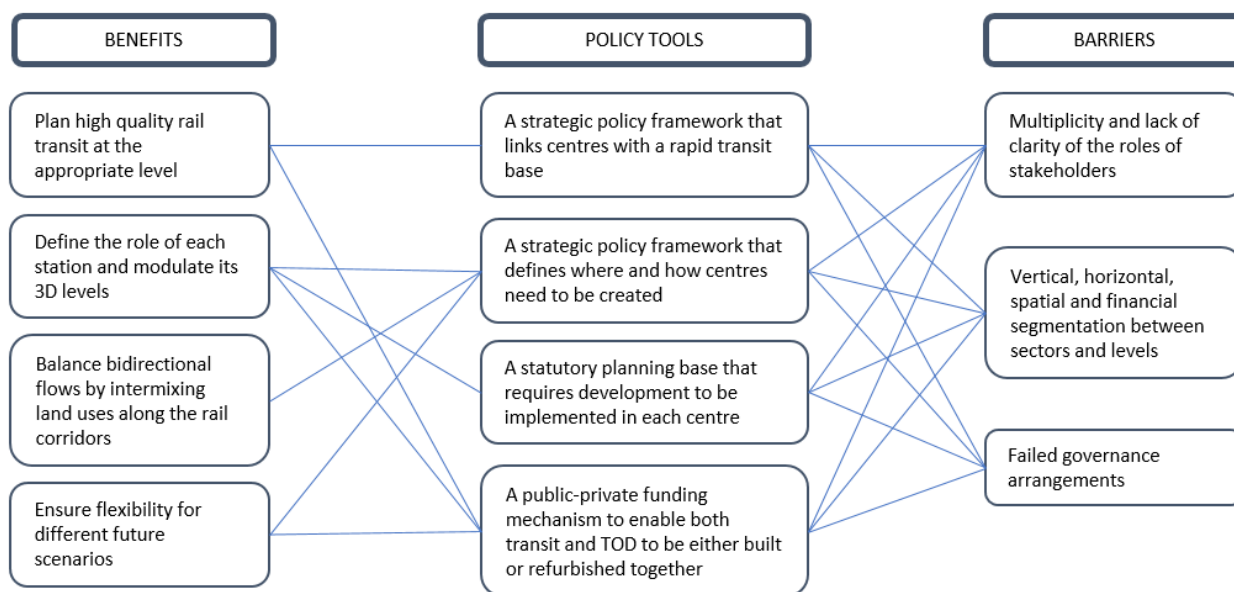 BENEFITS
POLICY TOOLS
BARRIERS
Plan high quality rail
transit at the
appropriate level
Define the role of each
station and modulate its
3D levels
Balance bidirectional
flows by intermixing
land uses along the rail
corridors
Ensure flexibility for
different future
scenarios
A strategic policy framework that
links centres with a rapid transit
base
A strategic policy framework that
defines where and how centres
need to be created
A statutory planning base that
requires development to be
implemented in each centre
A public-private funding
mechanism to enable both
transit and TOD to be either built
or refurbished together
Multiplicity and lack of
clarity of the roles of
stakeholders
Vertical, horizontal,
spatial and financial
segmentation between
sectors and levels
Failed governance
arrangements